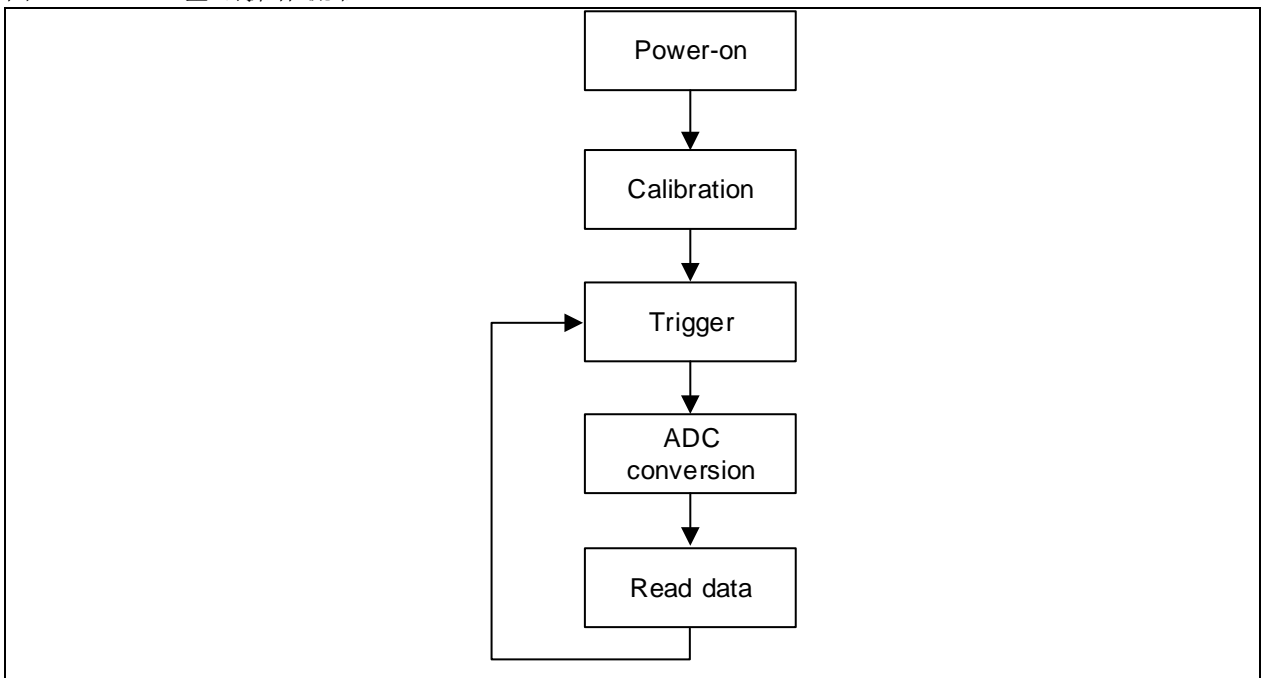 Power-on
Calibration
Trigger
ADC
conversion
Read data